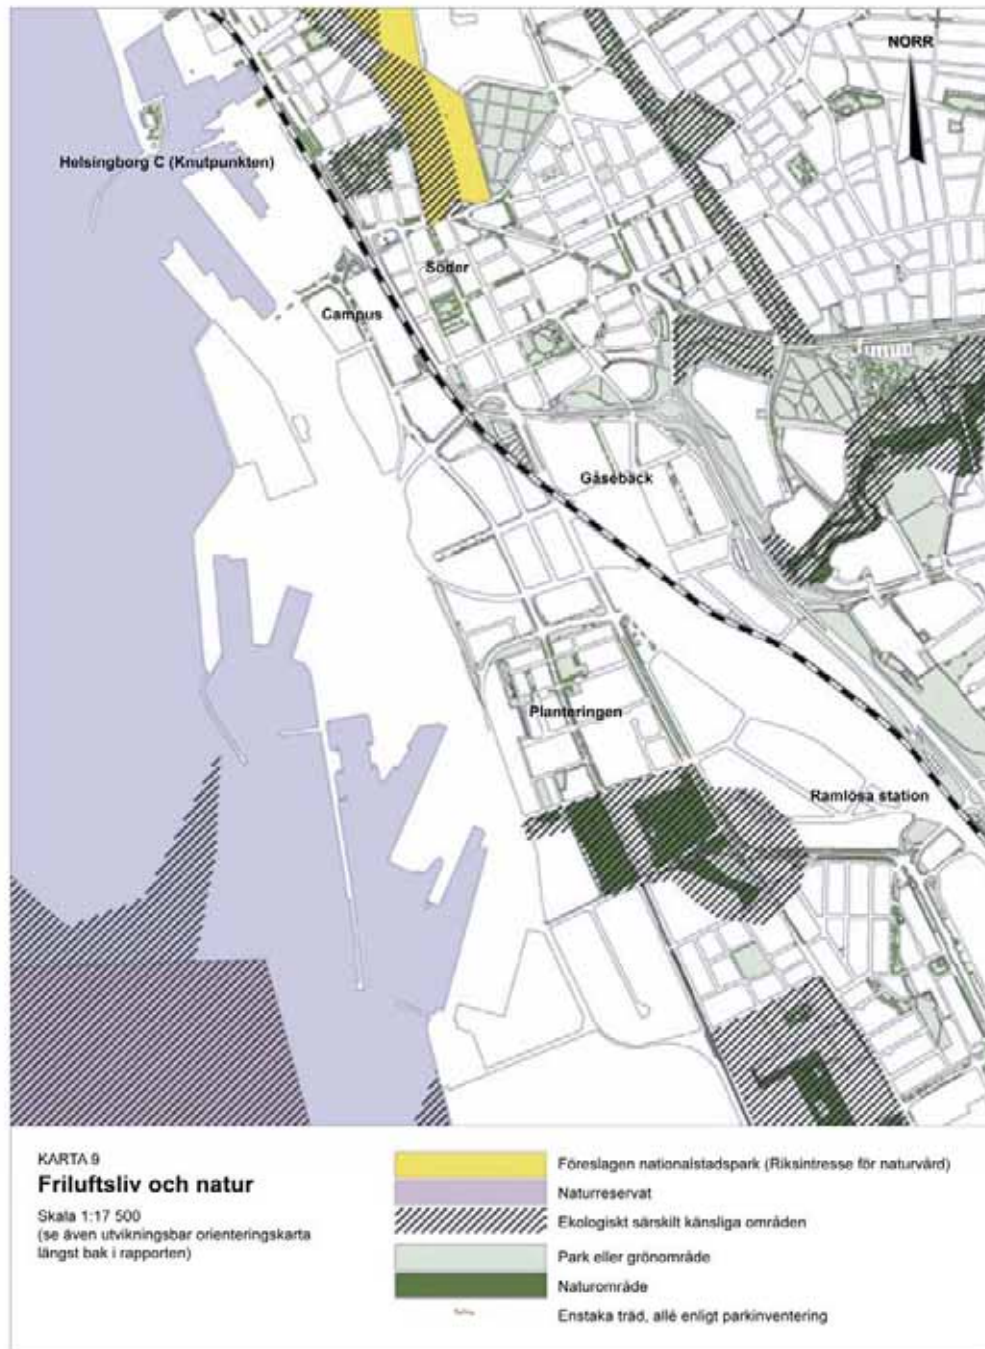 NORR
Helsingborg C (Knutpunkten)
Söder
Campus
Gåsebäck
Planteringen
Ramlösa station
KARTA 9
Friluftsliv och natur
Skala 1:17 500
(se även utvikningsbar orienteringskarta
längst bak i rapporten)
Föreslagen nationalstadspark (Riksintresse för naturvård)
Naturreservat
Ekologiskt särskilt känsliga områden
Park eller grönområde
Naturområde
Enstaka träd, allé enligt parkinventering